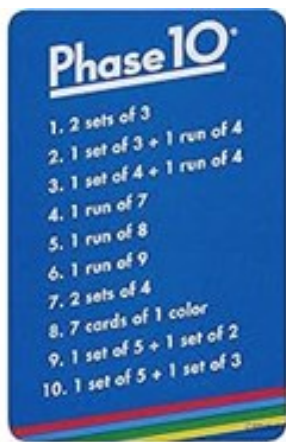 Phase 10
1. 2 sets of 3
2. 1 set of 3 + 1 run of 4
3. 1 set of 4 + 1 run of 4
4. 1 run of 7
5. 1 run of 8
6. 1 run of 9
7. 2 sets of 4
8. 7 cards of 1 color
9. 1 set of 5 + 1 set of 2
10. 1 set of 5 + 1 set of 3